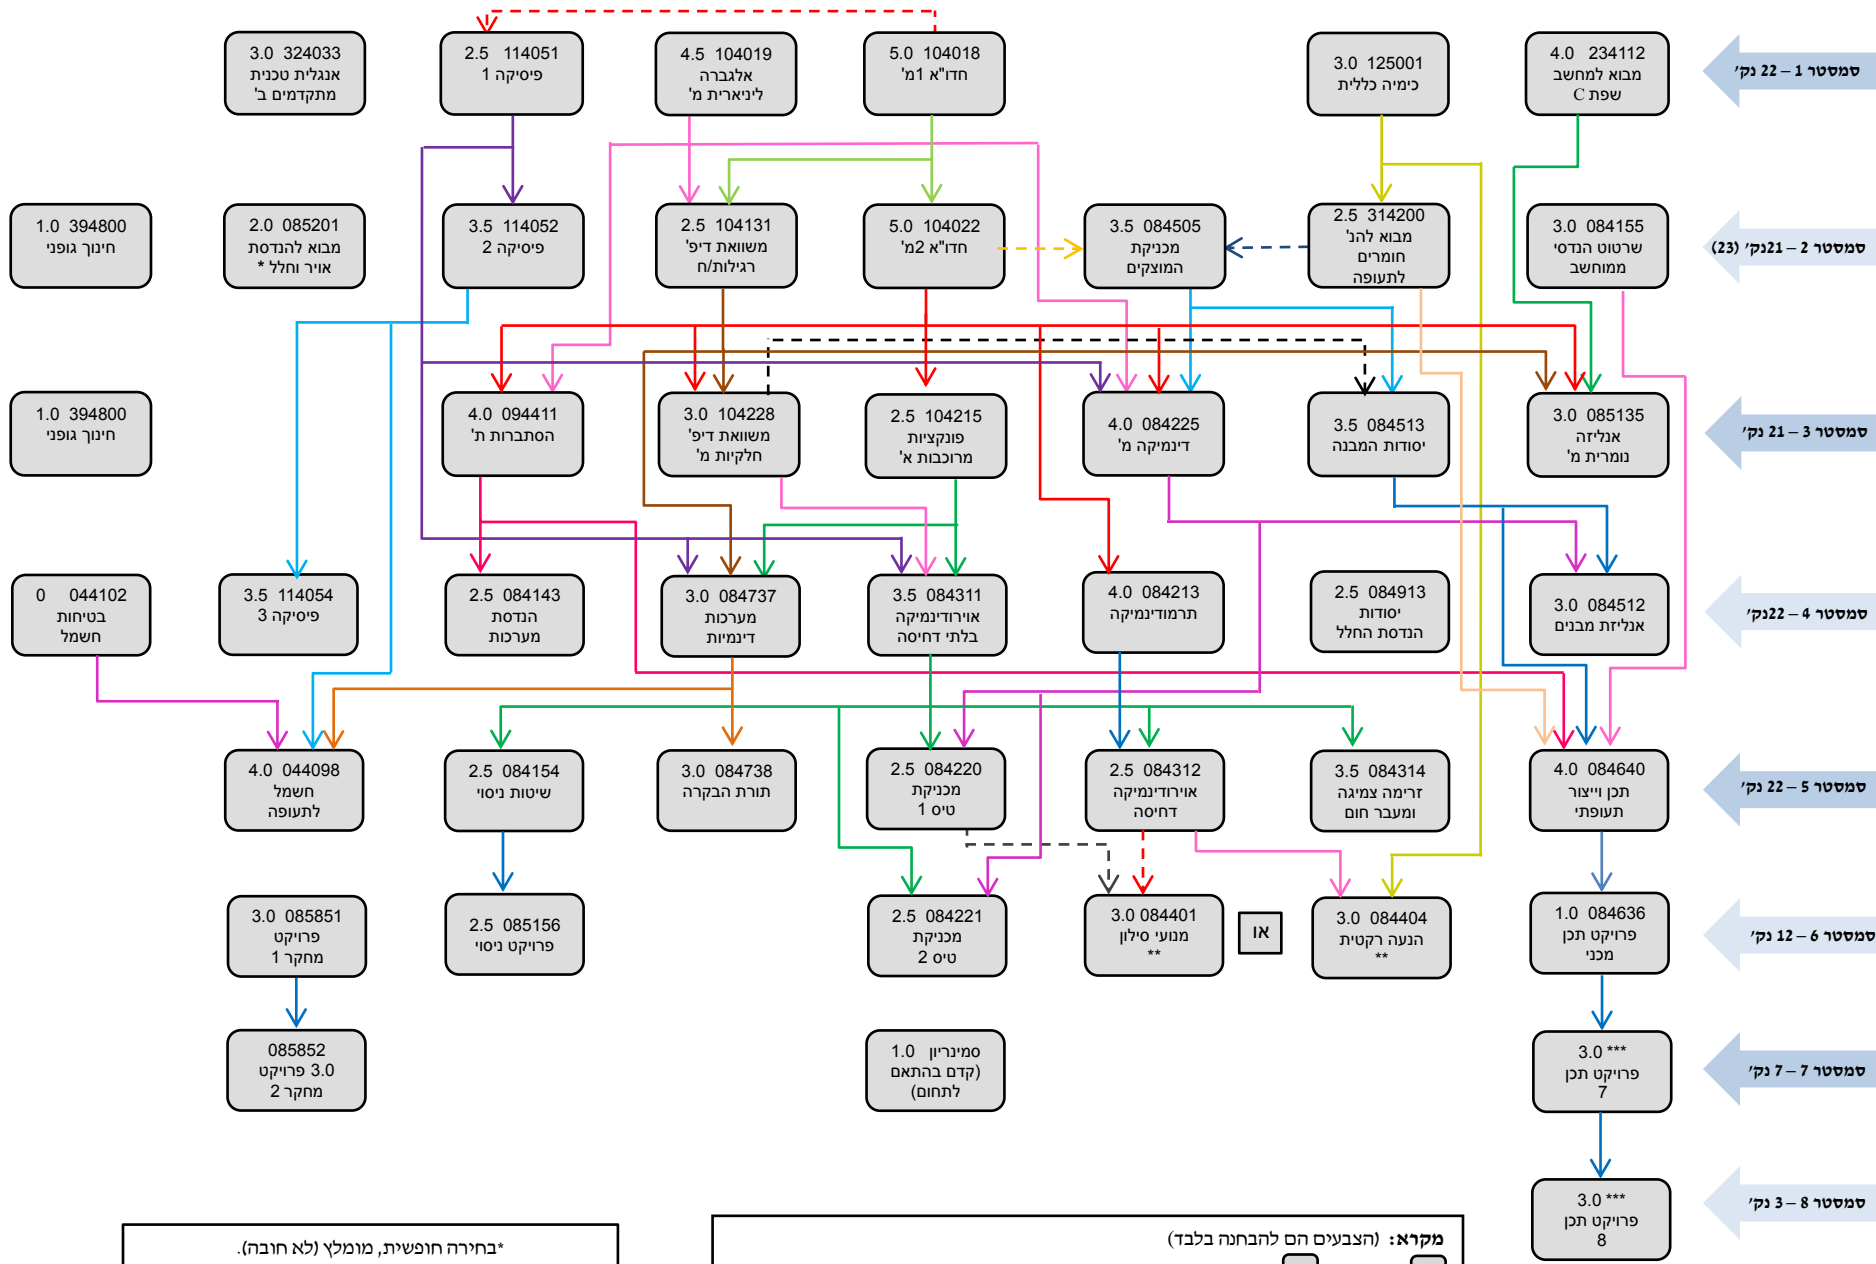 סמסטר 1 – 22 נק'
234112 4.0
מבוא למחשב
שפת C
125001 3.0
כימיה כללית
104018 5.0
חדו"א 1מ'
104019 4.5
אלגברה
ליניארית מ'
114051 2.5
פיסיקה 1
324033 3.0
אנגלית טכנית
מתקדמים ב'
סמסטר 2 – 21נק' (23)
084155 3.0
שרטוט הנדסי
ממוחשב
314200 2.5
מבוא להנ'
חומרים
לתעופה
084505 3.5
מכניקת
המוצקים
104022 5.0
חדו"א 2מ'
104131 2.5
משוואת דיפ'
רגילות/ח
114052 3.5
פיסיקה 2
085201 2.0
מבוא להנדסת
אויר וחלל *
394800 1.0
חינוך גופני
סמסטר 3 – 21 נק'
085135 3.0
אנליזה
נומרית מ'
084513 3.5
יסודות המבנה
084225 4.0
דינמיקה מ'
104215 2.5
פונקציות
מרוכבות א'
104228 3.0
משוואת דיפ'
חלקיות מ'
094411 4.0
הסתברות ת'
394800 1.0
חינוך גופני
סמסטר 4 – 22נק'
084512 3.0
אנליזת מבנים
084913 2.5
יסודות
הנדסת החלל
084213 4.0
תרמודינמיקה
084311 3.5
אוירודינמיקה
בלתי דחיסה
084737 3.0
מערכות
דינמיות
084143 2.5
הנדסת
מערכות
114054 3.5
פיסיקה 3
044102 0
בטיחות
חשמל
סמסטר 5 – 22 נק'
084640 4.0
תכן וייצור
תעופתי
084314 3.5
זרימה צמיגה
ומעבר חום
084312 2.5
אוירודינמיקה
דחיסה
084220 2.5
מכניקת
טיס 1
084738 3.0
תורת הבקרה
084154 2.5
שיטות ניסוי
044098 4.0
חשמל
לתעופה
סמסטר 6 – 12 נק'
084636 1.0
פרויקט תכן
מכני
084404 3.0
הנעה רקטית
**
או
084401 3.0
מנועי סילון
**
084221 2.5
מכניקת
טיס 2
085156 2.5
פרויקט ניסוי
085851 3.0
פרויקט
מחקר 1
סמסטר 7 – 7 נק'
*** 3.0
פרויקט תכן
7
סמינריון 1.0
(קדם בהתאם
לתחום)
085852
3.0 פרויקט
מחקר 2
סמסטר 8 – 3 נק'
*** 3.0
פרויקט תכן
8
מקרא: (הצבעים הם להבחנה בלבד)
*בחירה חופשית, מומלץ (לא חובה).